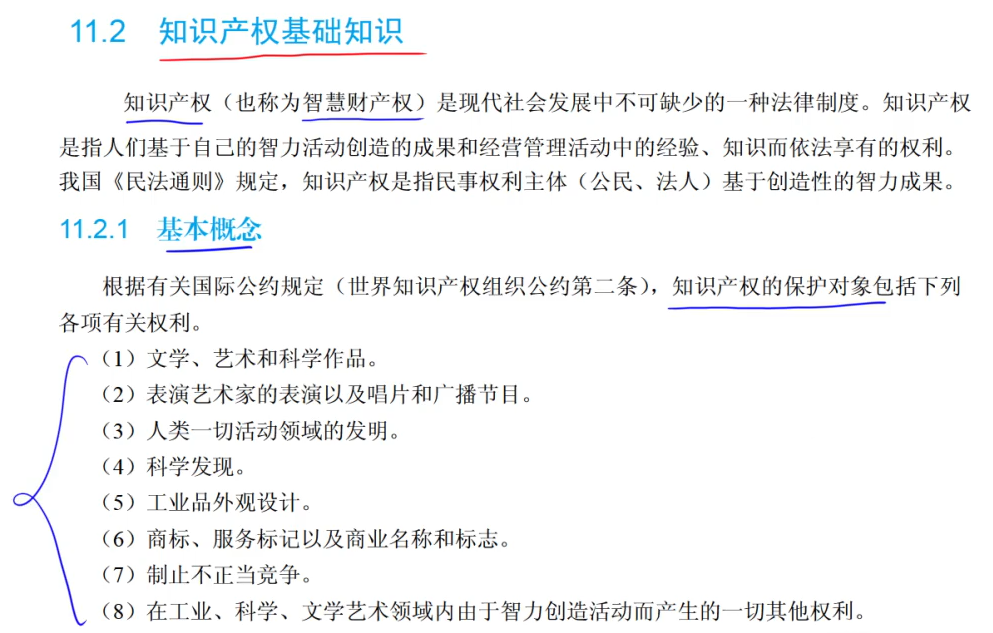 11.2 知识产权基础知识
知识产权（也称为智慧财产权）是现代社会发展中不可缺少的一种法律制度。知识产权
是指人们基于自己的智力活动创造的成果和经营管理活动中的经验、知识而依法享有的权利。
我国《民法通则》规定，知识产权是指民事权利主体（公民、法人）基于创造性的智力成果。
11.2.1 基本概念
根据有关国际公约规定（世界知识产权组织公约第二条），知识产权的保护对象包括下列
各项有关权利。
（1）文学、艺术和科学作品。
（2）表演艺术家的表演以及唱片和广播节目。
（3）人类一切活动领域的发明。
（4）科学发现。
（5）工业品外观设计。
（6）商标、服务标记以及商业名称和标志。
（7）制止不正当竞争。
（8）在工业、科学、文学艺术领域内由于智力创造活动而产生的一切其他权利。